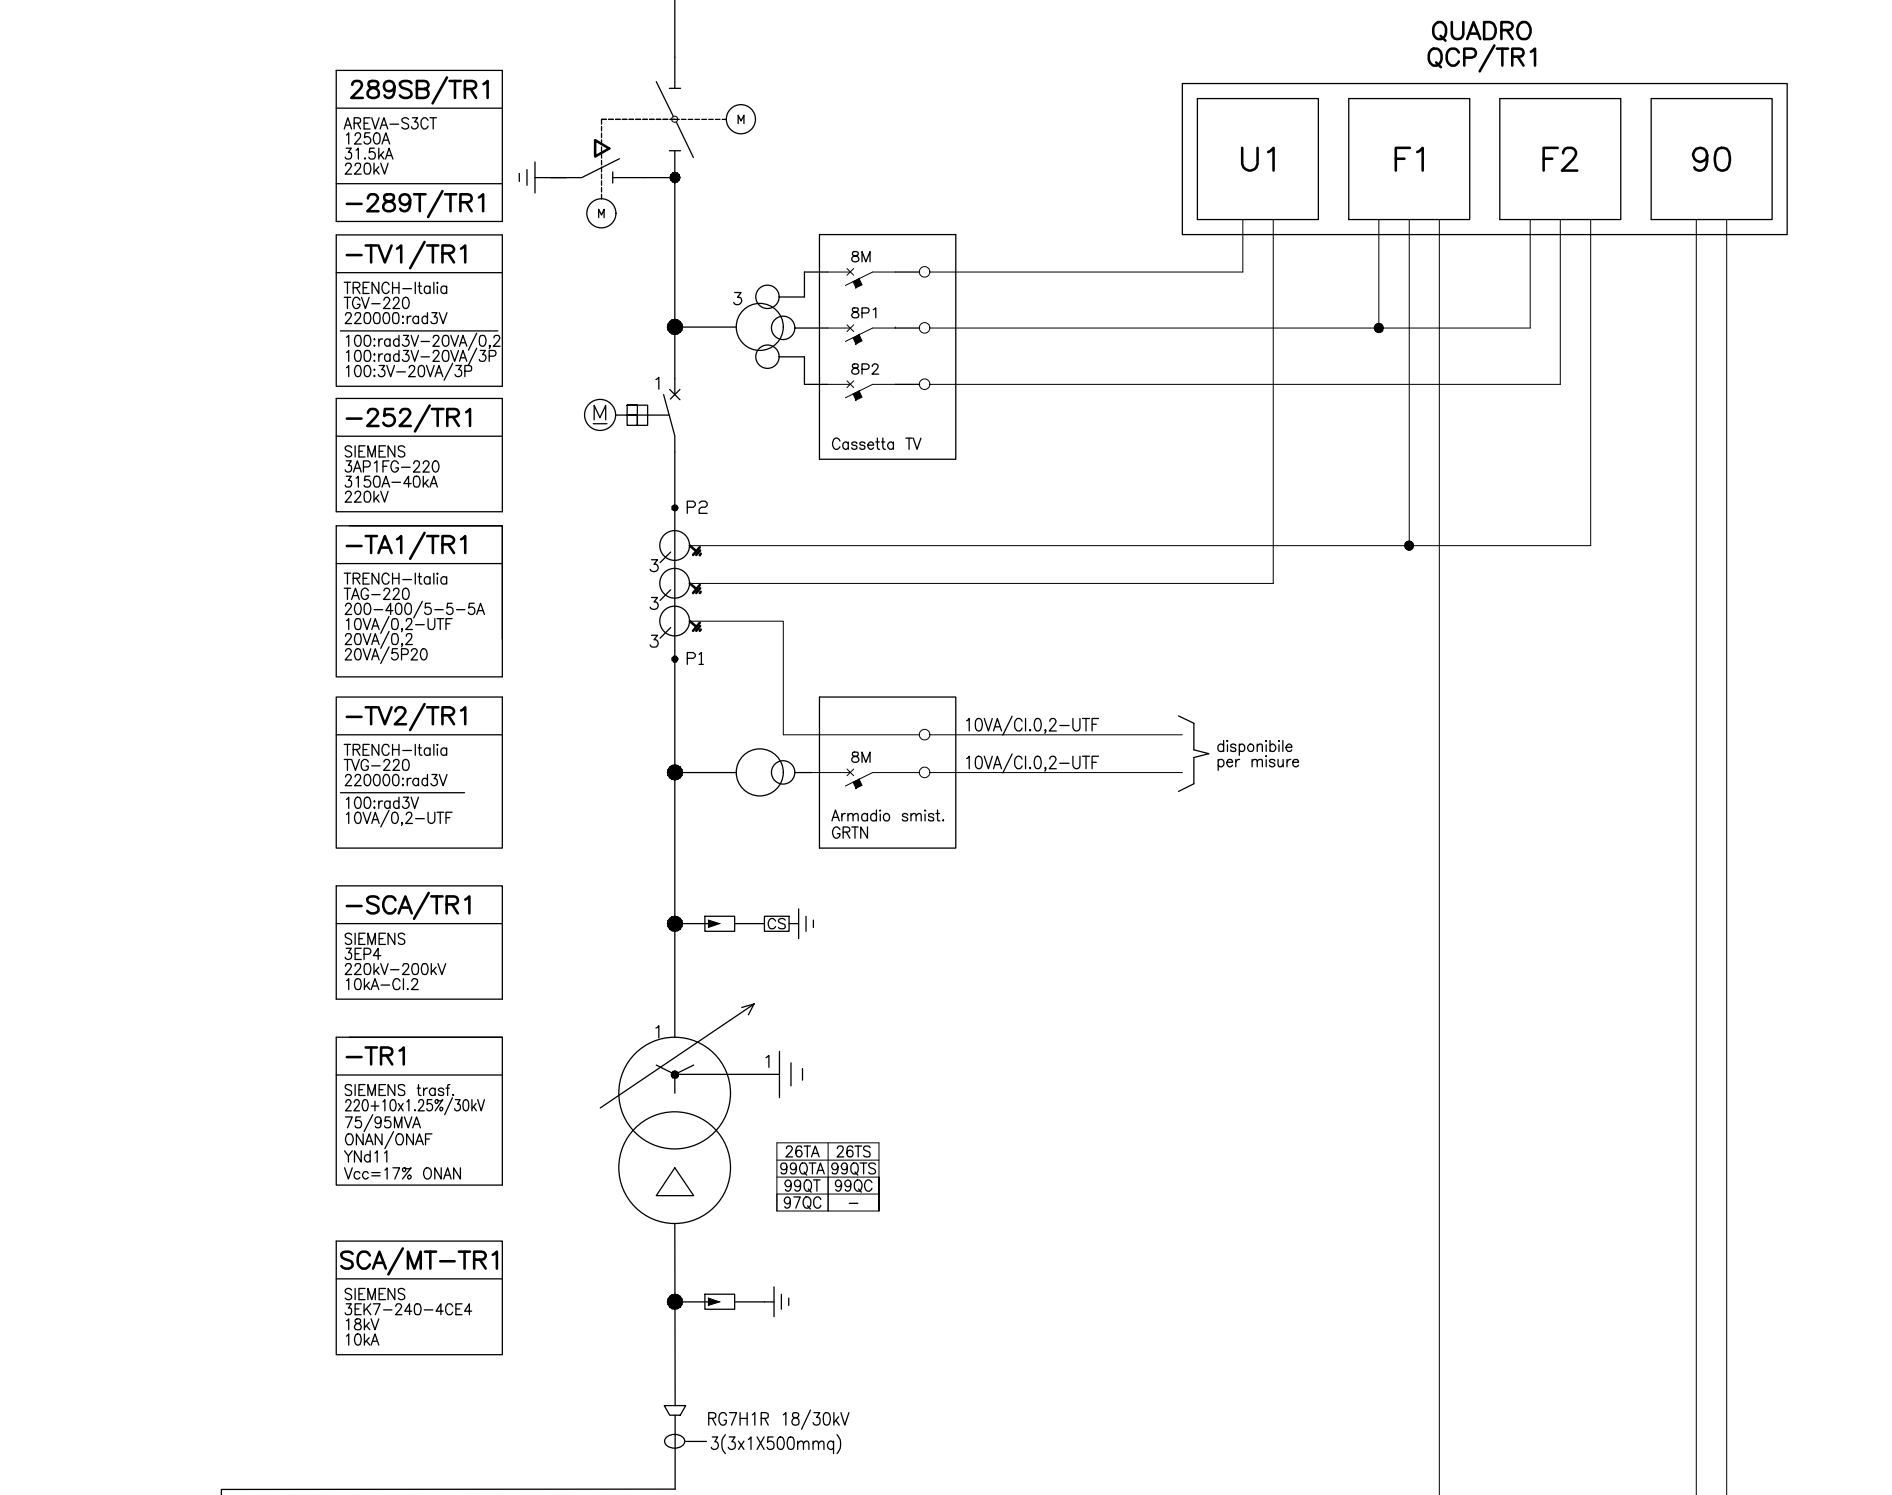 QUADRO
QCP/TR1
U1
F1
F2
90
289SB/TR1
AREVA-S3CT
1250A
31.5kA
220kV
-289T/TR1
M
M
-TV1/TR1
TRENCH-Italia
TGV-220
220000:rad3V
100:rad3V-20VA/0,2
100:rad3V-20VA/3P
100:3V-20VA/3P
3
8M
8P1
8P2
Cassetta TV
-252/TR1
SIEMENS
3AP1FG-220
3150A-40kA
220kV
1
M
P2
-TA1/TR1
TRENCH-Italia
TAG-220
200-400/5-5-5A
10VA/0,2-UTF
20VA/0,2
20VA/5P20
3
3
3
P1
-TV2/TR1
TRENCH-Italia
TVG-220
220000:rad3V
100:rad3V
10VA/0,2-UTF
8M
Armadio smist.
GRTN
10VA/Cl.0,2-UTF
10VA/Cl.0,2-UTF
disponibile
per misure
-SCA/TR1
SIEMENS
3EP4
220kV-200kV
10kA-Cl.2
CS
-TR1
SIEMENS trasf.
220+10x1.25%/30kV
75/95MVA
ONAN/ONAF
YNd11
Vcc=17% ONAN
1
1
26TA 26TS
99QTA 99QTS
99QT 99QC
97QC -
SCA/MT-TR1
SIEMENS
3EK7-240-4CE4
18kV
10kA
RG7H1R 18/30kV
3(3x1X500mmq)